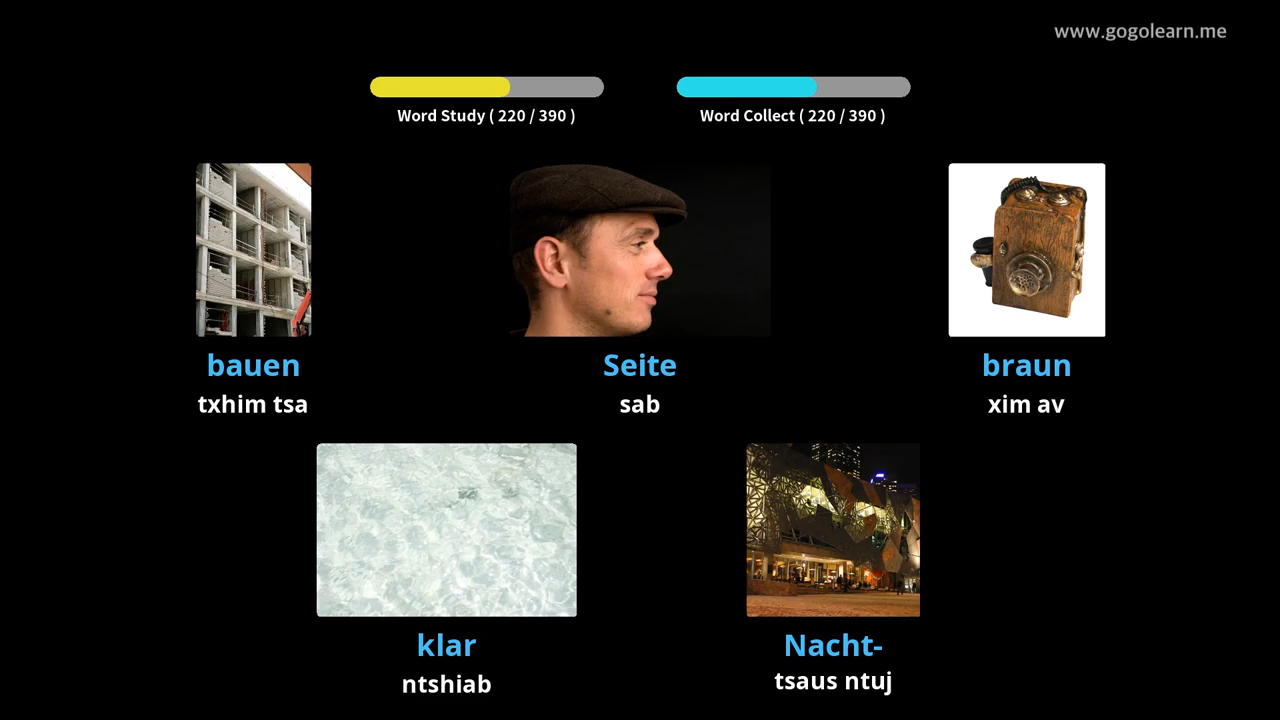 www.gogolearn.me
Word Study ( 220 / 390 )
Word Collect ( 220 / 390 )
bauen
txhim tsa
Seite
sab
braun
xim av
klar
ntshiab
Nacht-
tsaus ntuj